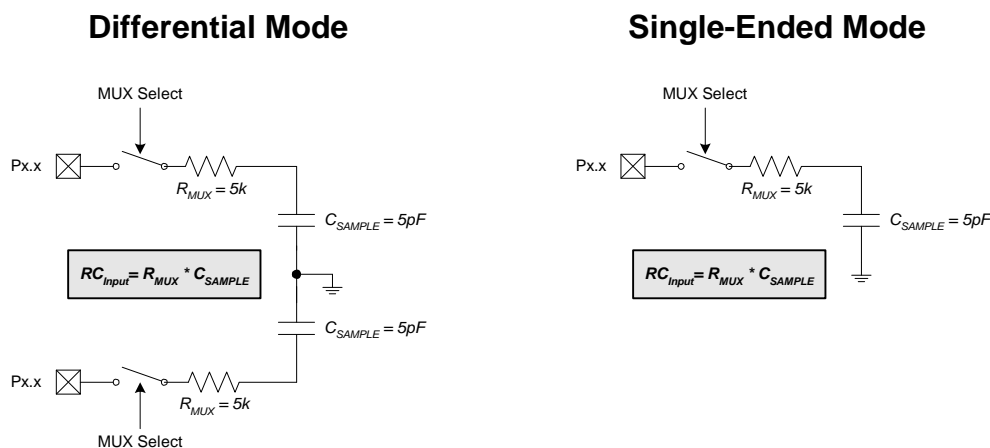 Differential Mode
MUX Select
Px.x
R_MUX = 5k
C_SAMPLE = 5pF
RC_Input = R_MUX * C_SAMPLE
C_SAMPLE = 5pF
Px.x
R_MUX = 5k
MUX Select
Single-Ended Mode
MUX Select
Px.x
R_MUX = 5k
C_SAMPLE = 5pF
RC_Input = R_MUX * C_SAMPLE